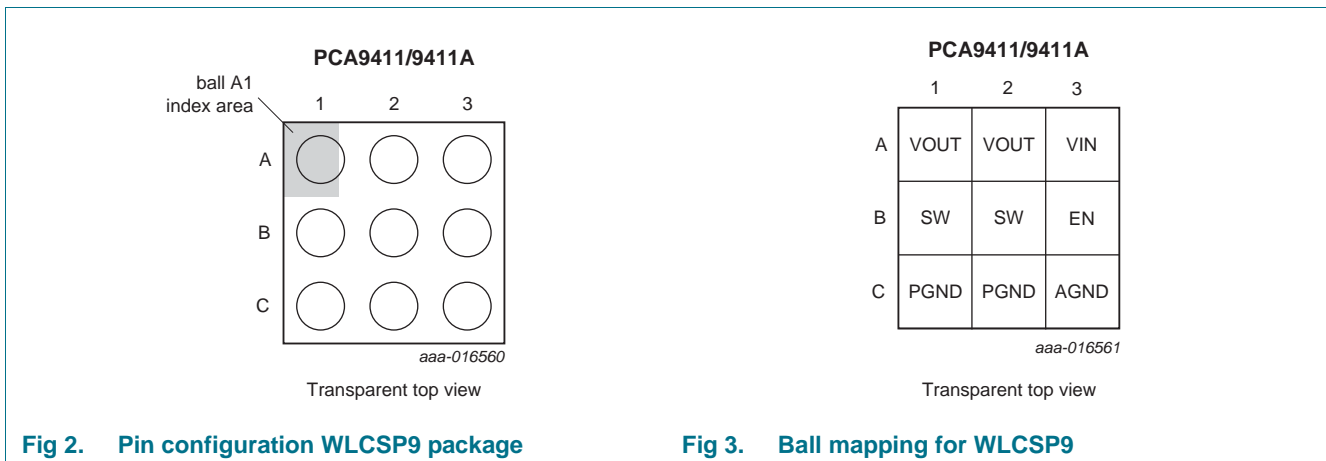 PCA9411/9411A
ball A1
index area
1 2 3
A
B
C
aaa-016560
Transparent top view
Fig 2. Pin configuration WLCSP9 package
PCA9411/9411A
1 2 3
A VOUT VOUT VIN
B SW SW EN
C PGND PGND AGND
aaa-016561
Transparent top view
Fig 3. Ball mapping for WLCSP9